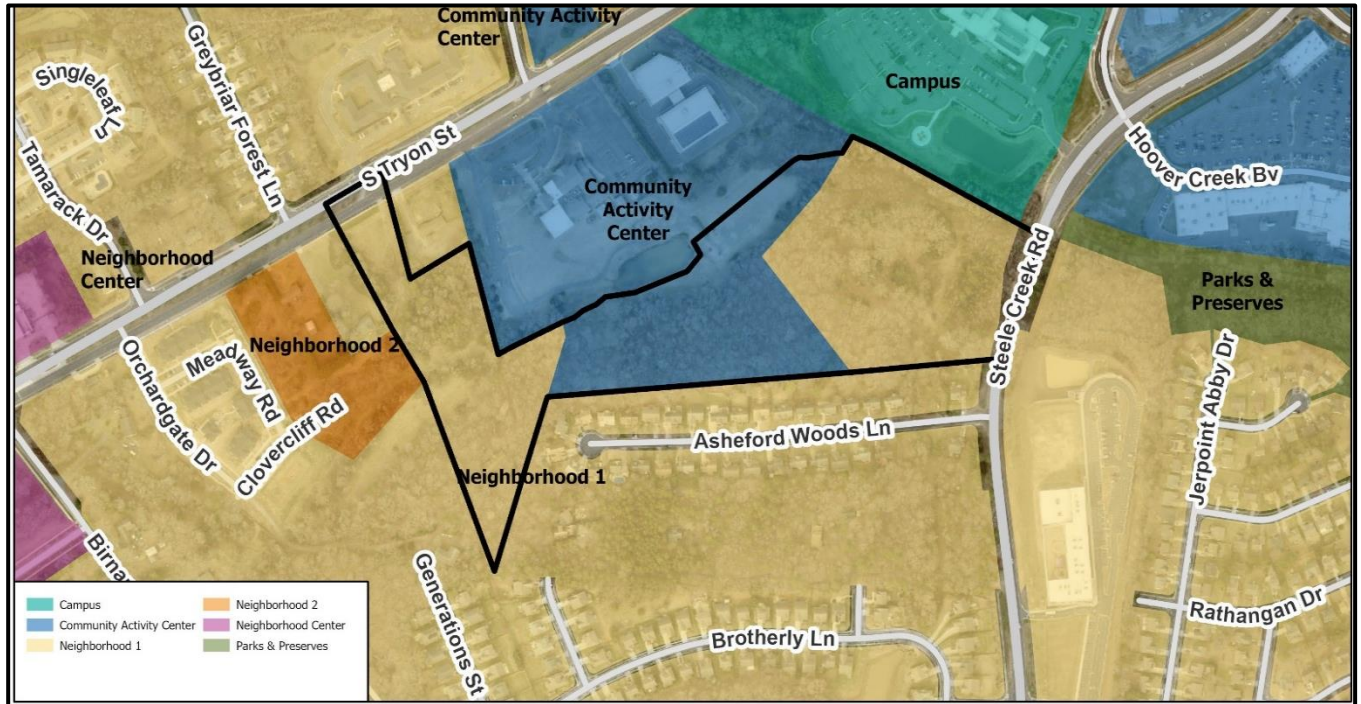 Community Activity
Center
Greybriar Forest Ln
Singleleaf Ln
Campus
S Tryon St
Tamarack Dr
Hoover Creek Bv
Community
Activity
Center
Neighborhood
Center
Steele Creek Rd
Parks &
Preserves
Neighborhood 2
Meadway Rd
Orchardgate Dr
Clovercliff Rd
Jerpoint Abby Dr
Asheford Woods Ln
Neighborhood 1
Generations St
Rathangan Dr
Brotherly Ln
Campus
Community Activity Center
Neighborhood 1
Neighborhood 2
Neighborhood Center
Parks & Preserves